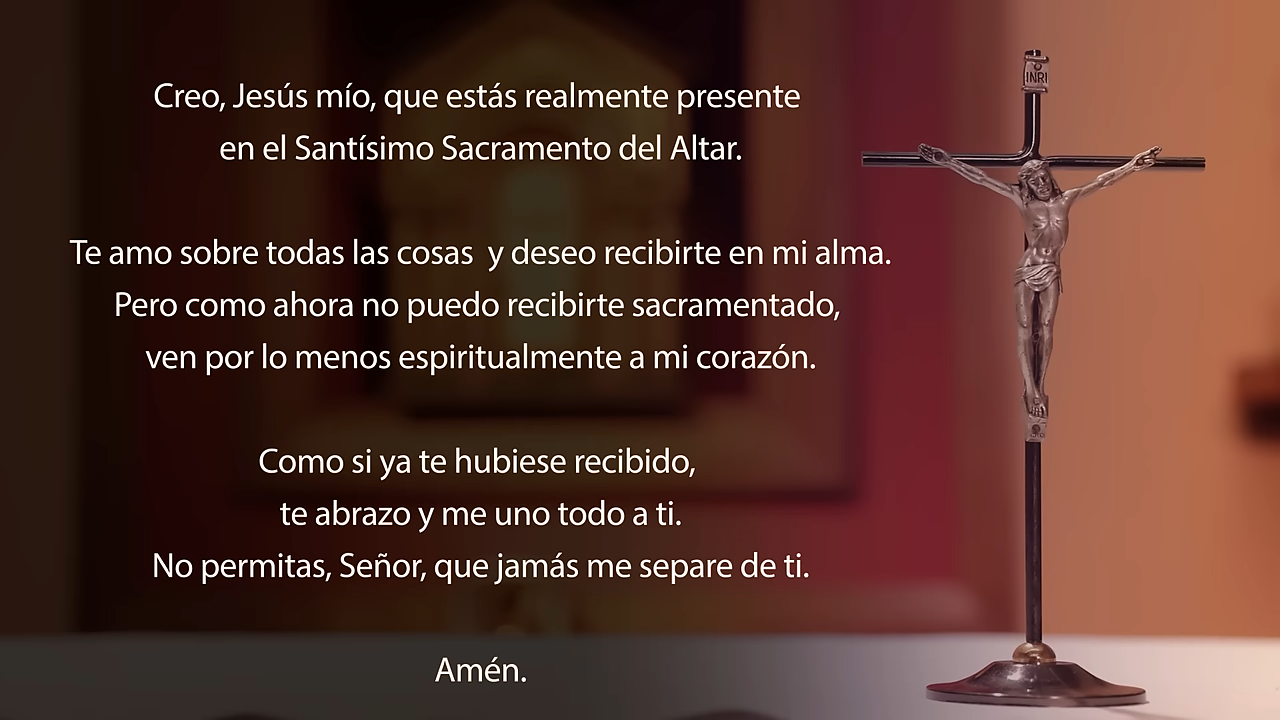 Creo, Jesús mío, que estás realmente presente
en el Santísimo Sacramento del Altar.
Te amo sobre todas las cosas  y deseo recibirte en mi alma.
Pero como ahora no puedo recibirte sacramentado,
ven por lo menos espiritualmente a mi corazón.
Como si ya te hubiese recibido,
te abrazo y me uno todo a ti.
No permitas, Señor, que jamás me separe de ti.
Amén.
INRI